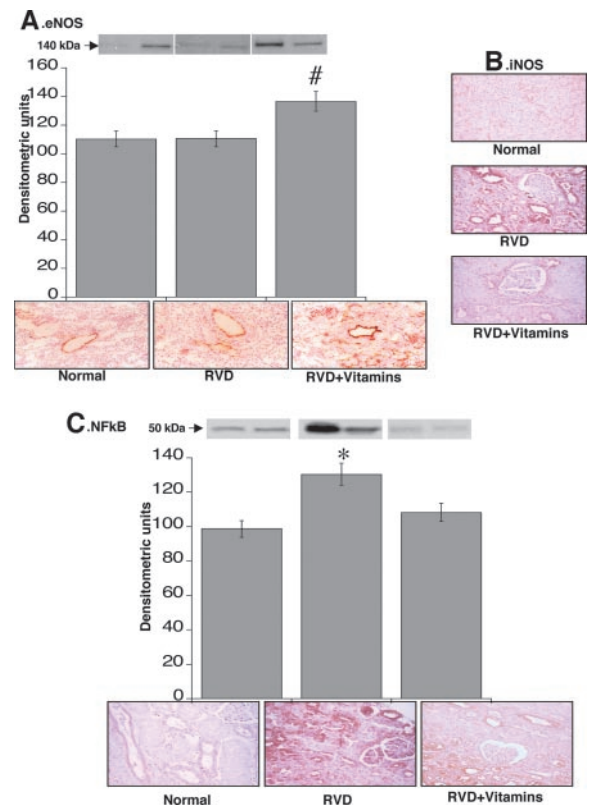 A.eNOS
140 kDa
160
140
120
100
80
60
40
20
0
Densitometric units
#
Normal
RVD
RVD+Vitamins
B.iNOS
Normal
RVD
RVD+Vitamins
C.NFkB
50 kDa
140
120
100
80
60
40
20
0
Densitometric units
*
Normal
RVD
RVD+Vitamins